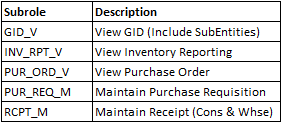 Subrole Description
GID_V View GID (Include SubEntities)
INV_RPT_V View Inventory Reporting
PUR_ORD_V View Purchase Order
PUR_REQ_M Maintain Purchase Requisition
RCPT_M Maintain Receipt (Cons & Whse)